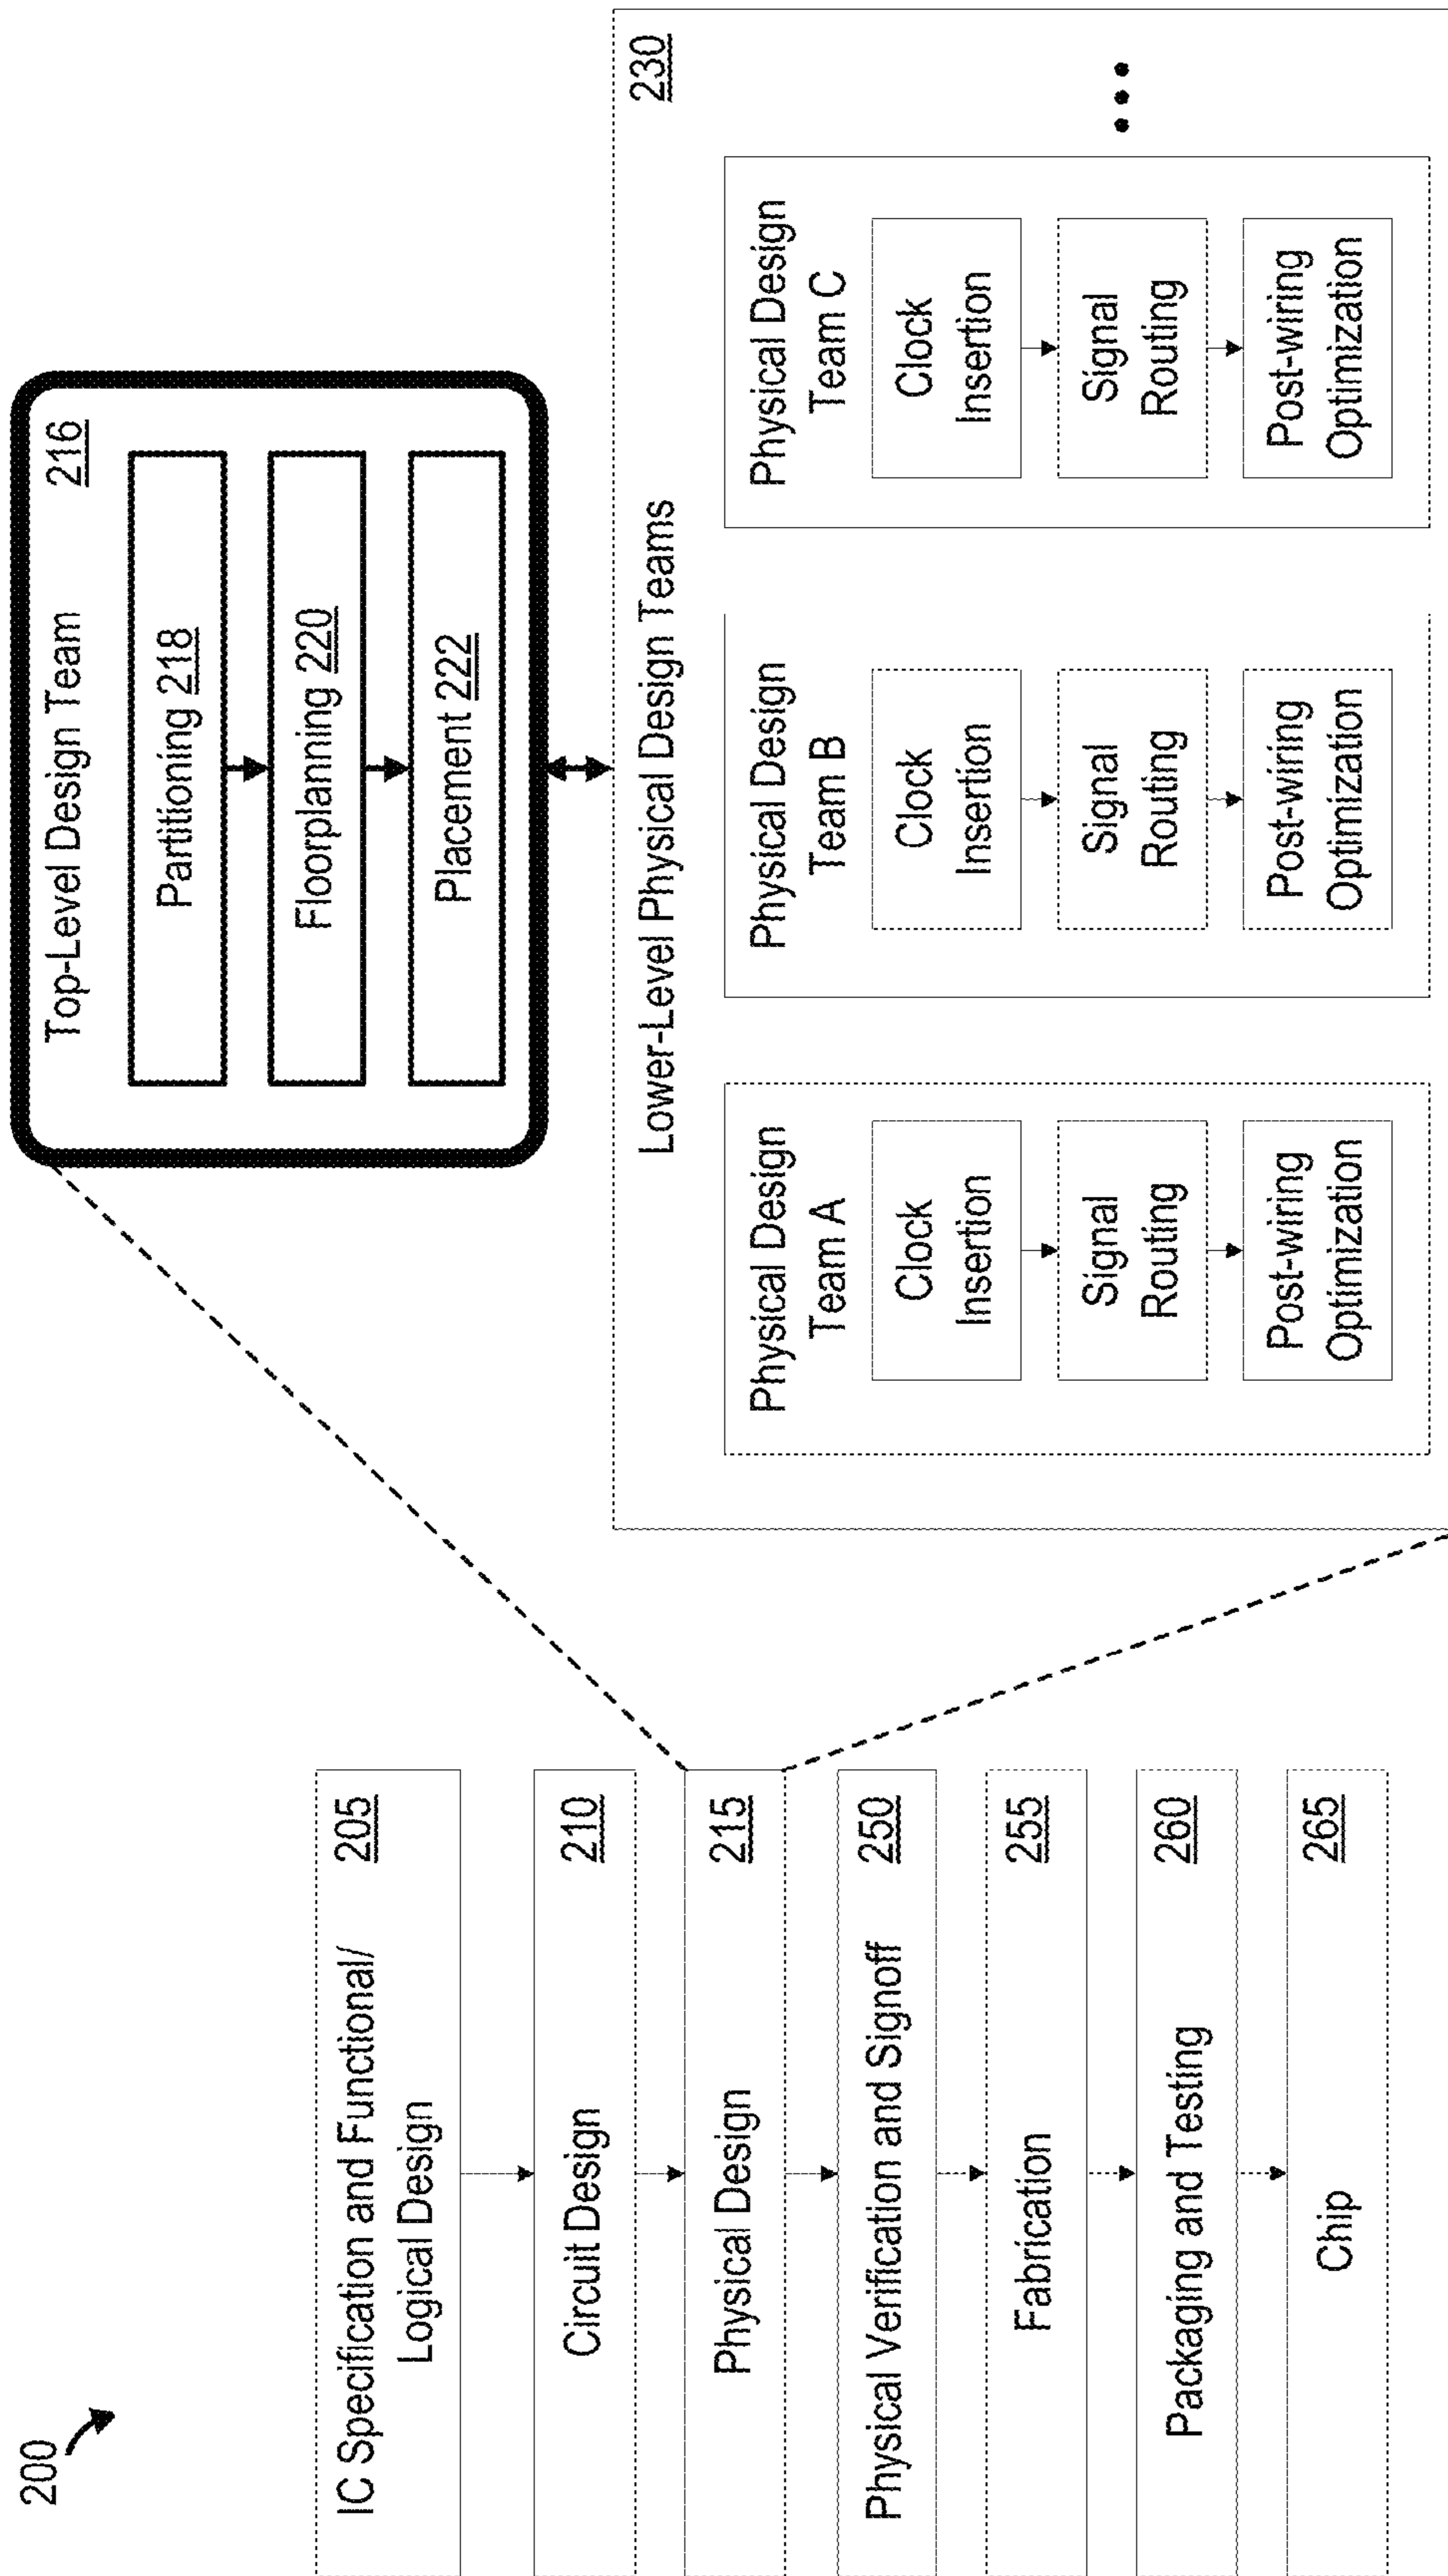 200
IC Specification and Functional/ 205
Logical Design
Circuit Design 210
Physical Design 215
Physical Verification and Signoff 250
Fabrication 255
Packaging and Testing 260
Chip 265
Top-Level Design Team 216
Partitioning 218
Floorplanning 220
Placement 222
Lower-Level Physical Design Teams 230
Physical Design
Team A
Clock
Insertion
Signal
Routing
Post-wiring
Optimization
Physical Design
Team B
Clock
Insertion
Signal
Routing
Post-wiring
Optimization
Physical Design
Team C
Clock
Insertion
Signal
Routing
Post-wiring
Optimization